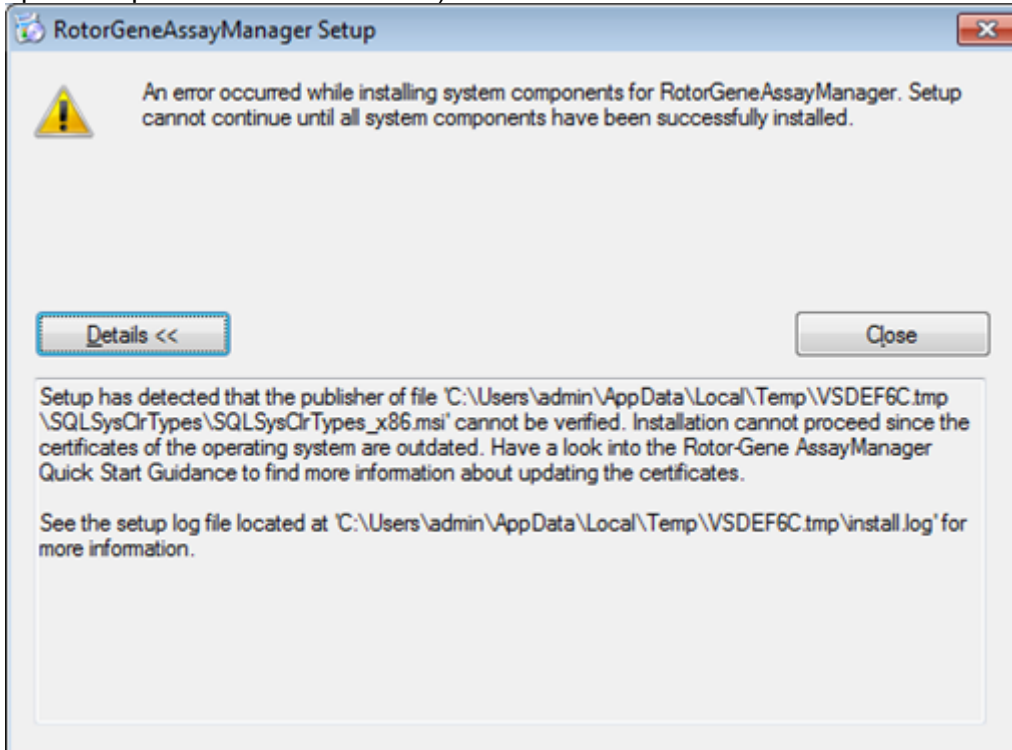 RotorGeneAssayManager Setup
An error occurred while installing system components for RotorGeneAssayManager. Setup
cannot continue until all system components have been successfully installed.
Details <<
Close
Setup has detected that the publisher of file 'C:\Users\admin\AppData\Local\Temp\VSDEF6C.tmp
\SQLSysClrTypes\SQLSysClrTypes_x86.msi' cannot be verified. Installation cannot proceed since the
certificates of the operating system are outdated. Have a look into the Rotor-Gene AssayManager
Quick Start Guidance to find more information about updating the certificates.
See the setup log file located at 'C:\Users\admin\AppData\Local\Temp\VSDEF6C.tmp\install.log' for
more information.